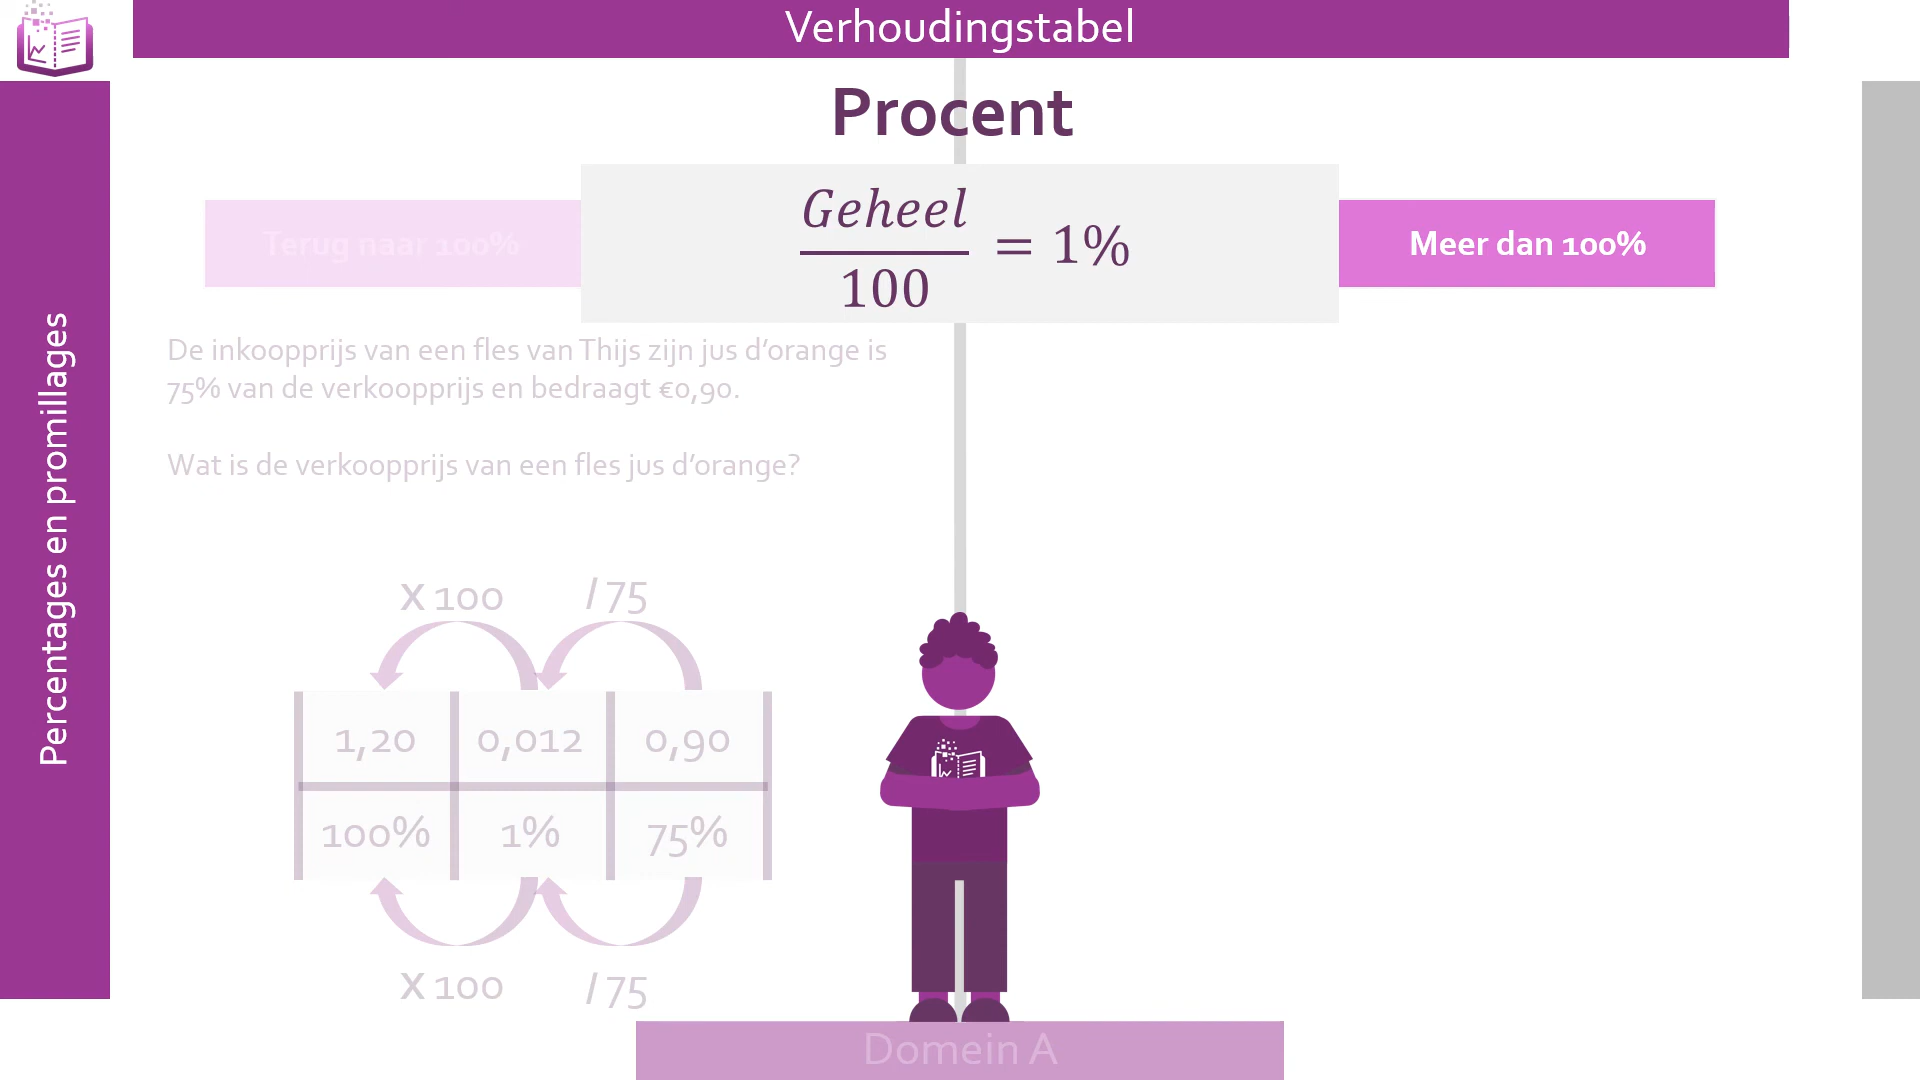 Verhoudingstabel
Procent
Geheel
100
= 1%
Terug naar 100%
Meer dan 100%
Percentages en promillages
De inkoopprijs van een fles van Thijs zijn jus d’orange is
75% van de verkoopprijs en bedraagt €0,90.
Wat is de verkoopprijs van een fles jus d’orange?
X 100 / 75
1,20 0,012 0,90
100% 1% 75%
X 100 / 75
Domein A